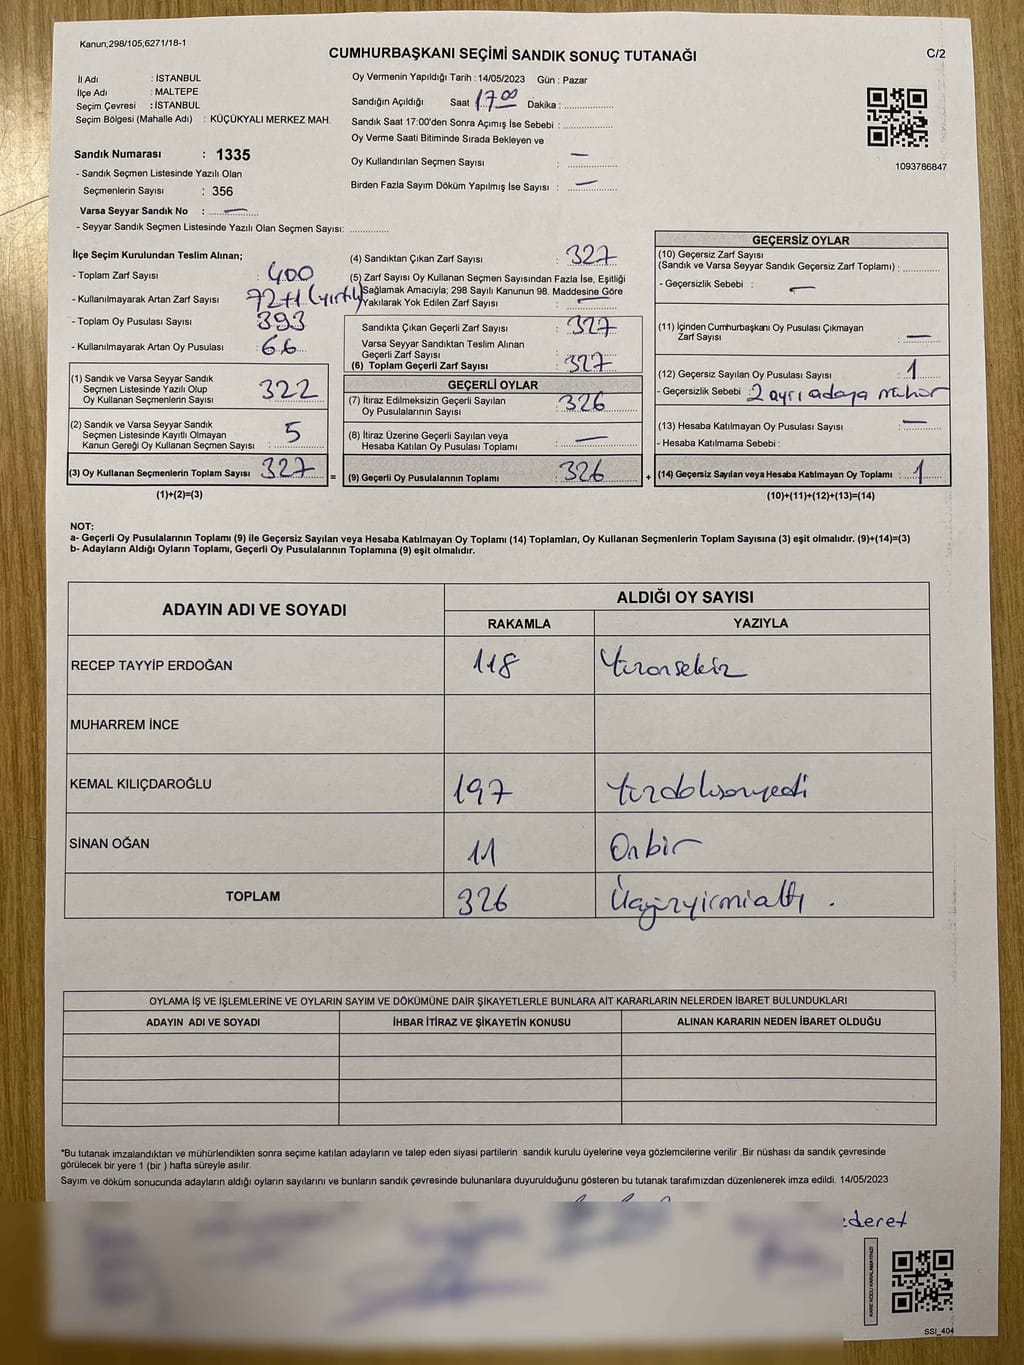 Kanun;298/105;6271/18-1
CUMHURBAŞKANI SEÇİMİ SANDIK SONUÇ TUTANAĞI
C/2
İl Adı : İSTANBUL
İlçe Adı : MALTEPE
Seçim Çevresi : İSTANBUL
Seçim Bölgesi (Mahalle Adı) : KÜÇÜKYALI MERKEZ MAH.
Sandık Numarası : 1335
- Sandık Seçmen Listesinde Yazılı Olan
Seçmenlerin Sayısı : 356
Varsa Seyyar Sandık No : —
- Seyyar Sandık Seçmen Listesinde Yazılı Olan Seçmen Sayısı: ..............
Oy Vermenin Yapıldığı Tarih : 14/05/2023 Gün : Pazar
Sandığın Açıldığı Saat 17.00 Dakika : ..............
Sandık Saat 17:00'den Sonra Açımış İse Sebebi : ..............
Oy Verme Saati Bitiminde Sırada Bekleyen ve
Oy Kullandırılan Seçmen Sayısı : —
Birden Fazla Sayım Döküm Yapılmış İse Sayısı : —
1093786847
İlçe Seçim Kurulundan Teslim Alınan;
- Toplam Zarf Sayısı : 400
- Kullanılmayarak Artan Zarf Sayısı : 72+1 (yırtık)
- Toplam Oy Pusulası Sayısı : 393
- Kullanılmayarak Artan Oy Pusulası : 66
(1) Sandık ve Varsa Seyyar Sandık
Seçmen Listesinde Yazılı Olup
Oy Kullanan Seçmenlerin Sayısı : 322
(2) Sandık ve Varsa Seyyar Sandık
Seçmen Listesinde Kayıtlı Olmayan
Kanun Gereği Oy Kullanan Seçmen Sayısı : 5
(3) Oy Kullanan Seçmenlerin Toplam Sayısı : 327
(1)+(2)=(3)
(4) Sandıktan Çıkan Zarf Sayısı : 327
(5) Zarf Sayısı Oy Kullanan Seçmen Sayısından Fazla İse, Eşitliği
Sağlamak Amacıyla; 298 Sayılı Kanunun 98. Maddesine Göre
Yakılarak Yok Edilen Zarf Sayısı : —
Sandıkta Çıkan Geçerli Zarf Sayısı : 327
Varsa Seyyar Sandıktan Teslim Alınan
Geçerli Zarf Sayısı :
(6) Toplam Geçerli Zarf Sayısı : 327
GEÇERLİ OYLAR
(7) İtiraz Edilmeksizin Geçerli Sayılan
Oy Pusulalarının Sayısı : 326
(8) İtiraz Üzerine Geçerli Sayılan veya
Hesaba Katılan Oy Pusulası Toplamı : —
= (9) Geçerli Oy Pusulalarının Toplamı : 326 +
GEÇERSİZ OYLAR
(10) Geçersiz Zarf Sayısı
(Sandık ve Varsa Seyyar Sandık Geçersiz Zarf Toplamı) : ..............
- Geçersizlik Sebebi : —
(11) İçinden Cumhurbaşkanı Oy Pusulası Çıkmayan
Zarf Sayısı : —
(12) Geçersiz Sayılan Oy Pusulası Sayısı : 1
- Geçersizlik Sebebi : 2 ayrı adaya mühür
(13) Hesaba Katılmayan Oy Pusulası Sayısı : —
- Hesaba Katılmama Sebebi :
(14) Geçersiz Sayılan veya Hesaba Katılmayan Oy Toplamı : 1
(10)+(11)+(12)+(13)=(14)
NOT:
a- Geçerli Oy Pusulalarının Toplamı (9) ile Geçersiz Sayılan veya Hesaba Katılmayan Oy Toplamı (14) Toplamları, Oy Kullanan Seçmenlerin Toplam Sayısına (3) eşit olmalıdır. (9)+(14)=(3)
b- Adayların Aldığı Oyların Toplamı, Geçerli Oy Pusulalarının Toplamına (9) eşit olmalıdır.
ADAYIN ADI VE SOYADI ALDIĞI OY SAYISI
RAKAMLA YAZIYLA
RECEP TAYYİP ERDOĞAN 118 Yüzonsekiz
MUHARREM İNCE
KEMAL KILIÇDAROĞLU 197 Yüzdoksanyedi
SİNAN OĞAN 11 Onbir
TOPLAM 326 Üçyüzyirmialtı .
OYLAMA İŞ VE İŞLEMLERİNE VE OYLARIN SAYIM VE DÖKÜMÜNE DAİR ŞİKAYETLERLE BUNLARA AİT KARARLARIN NELERDEN İBARET BULUNDUKLARI
ADAYIN ADI VE SOYADI İHBAR İTİRAZ VE ŞİKAYETİN KONUSU ALINAN KARARIN NEDEN İBARET OLDUĞU
*Bu tutanak imzalandıktan ve mühürlendikten sonra seçime katılan adayların ve talep eden siyasi partilerin sandık kurulu üyelerine veya gözlemcilerine verilir .Bir nüshası da sandık çevresinde
görülecek bir yere 1 (bir ) hafta süreyle asılır.
Sayım ve döküm sonucunda adayların aldığı oyların sayılarını ve bunların sandık çevresinde bulunanlara duyurulduğunu gösteren bu tutanak tarafımızdan düzenlenerek imza edildi. 14/05/2023
ederet
KARE KODU KARALAMAYINIZ!
SSI_404